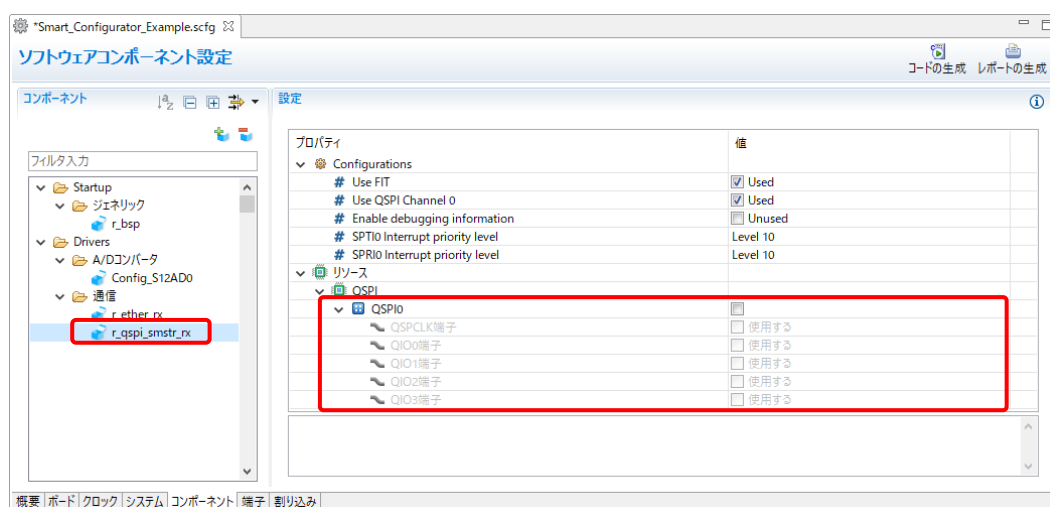 *Smart_Configurator_Example.scfg
ソフトウェアコンポーネント設定
コードの生成 レポートの生成
コンポーネント
設定
フィルタ入力
Startup
ジェネリック
r_bsp
Drivers
A/Dコンバータ
Config_S12AD0
通信
r_ether_rx
r_qspi_smstr_rx
プロパティ 値
Configurations
# Use FIT Used
# Use QSPI Channel 0 Used
# Enable debugging information Unused
# SPTI0 Interrupt priority level Level 10
# SPRI0 Interrupt priority level Level 10
リソース
QSPI
QSPI0
QSPCLK端子 使用する
QIO0端子 使用する
QIO1端子 使用する
QIO2端子 使用する
QIO3端子 使用する
概要 ボード クロック システム コンポーネント 端子 割り込み